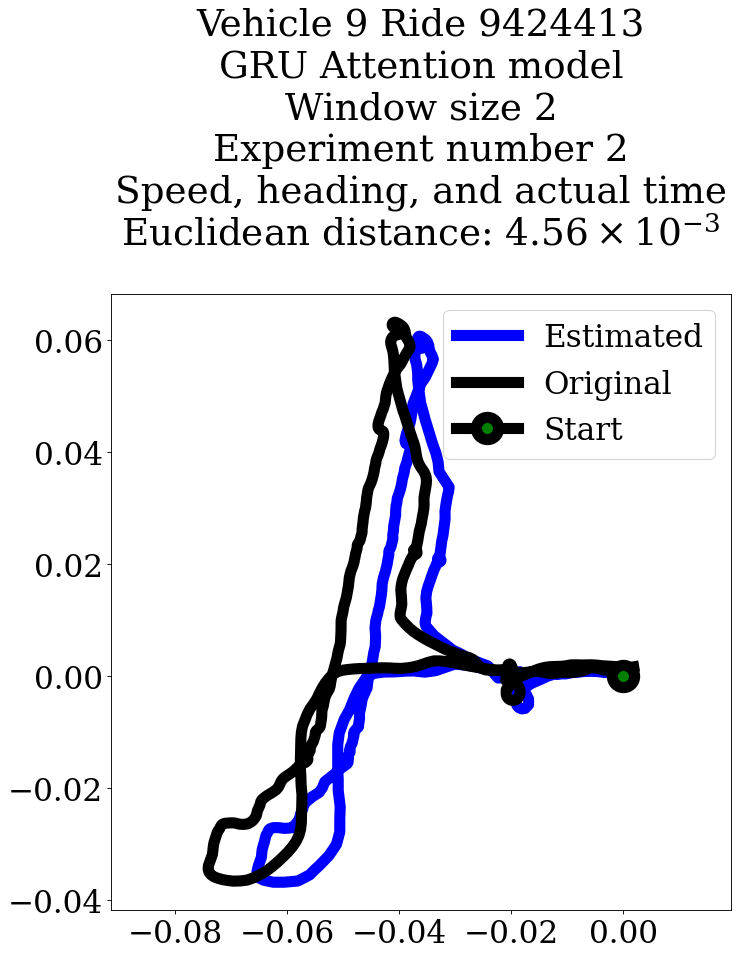 Vehicle 9 Ride 9424413
GRU Attention model
Window size 2
Experiment number 2
Speed, heading, and actual time
Euclidean distance: 4.56 × 10⁻³
Estimated
Original
Start
0.06
0.04
0.02
0.00
−0.02
−0.04
−0.08 −0.06 −0.04 −0.02 0.00